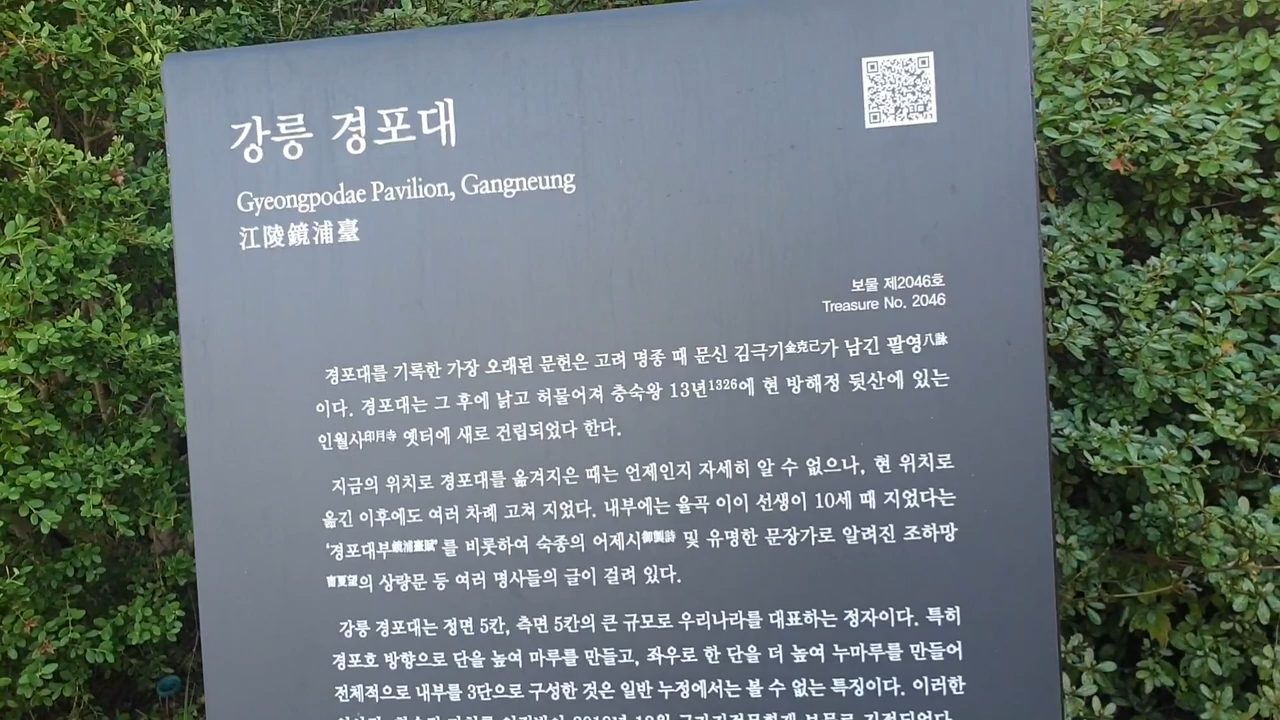 강릉 경포대
Gyeongpodae Pavilion, Gangneung
江陵鏡浦臺
보물 제2046호
Treasure No. 2046
경포대를 기록한 가장 오래된 문헌은 고려 명종 때 문신 김극기金克己가 남긴 팔영八詠
이다. 경포대는 그 후에 낡고 허물어져 충숙왕 13년1326에 현 방해정 뒷산에 있는
인월사印月寺 옛터에 새로 건립되었다 한다.
지금의 위치로 경포대를 옮겨지은 때는 언제인지 자세히 알 수 없으나, 현 위치로
옮긴 이후에도 여러 차례 고쳐 지었다. 내부에는 율곡 이이 선생이 10세 때 지었다는
'경포대부鏡浦臺賦'를 비롯하여 숙종의 어제시御製詩 및 유명한 문장가로 알려진 조하망
曺夏望의 상량문 등 여러 명사들의 글이 걸려 있다.
강릉 경포대는 정면 5칸, 측면 5칸의 큰 규모로 우리나라를 대표하는 정자이다. 특히
경포호 방향으로 단을 높여 마루를 만들고, 좌우로 한 단을 더 높여 누마루를 만들어
전체적으로 내부를 3단으로 구성한 것은 일반 누정에서는 볼 수 없는 특징이다. 이러한